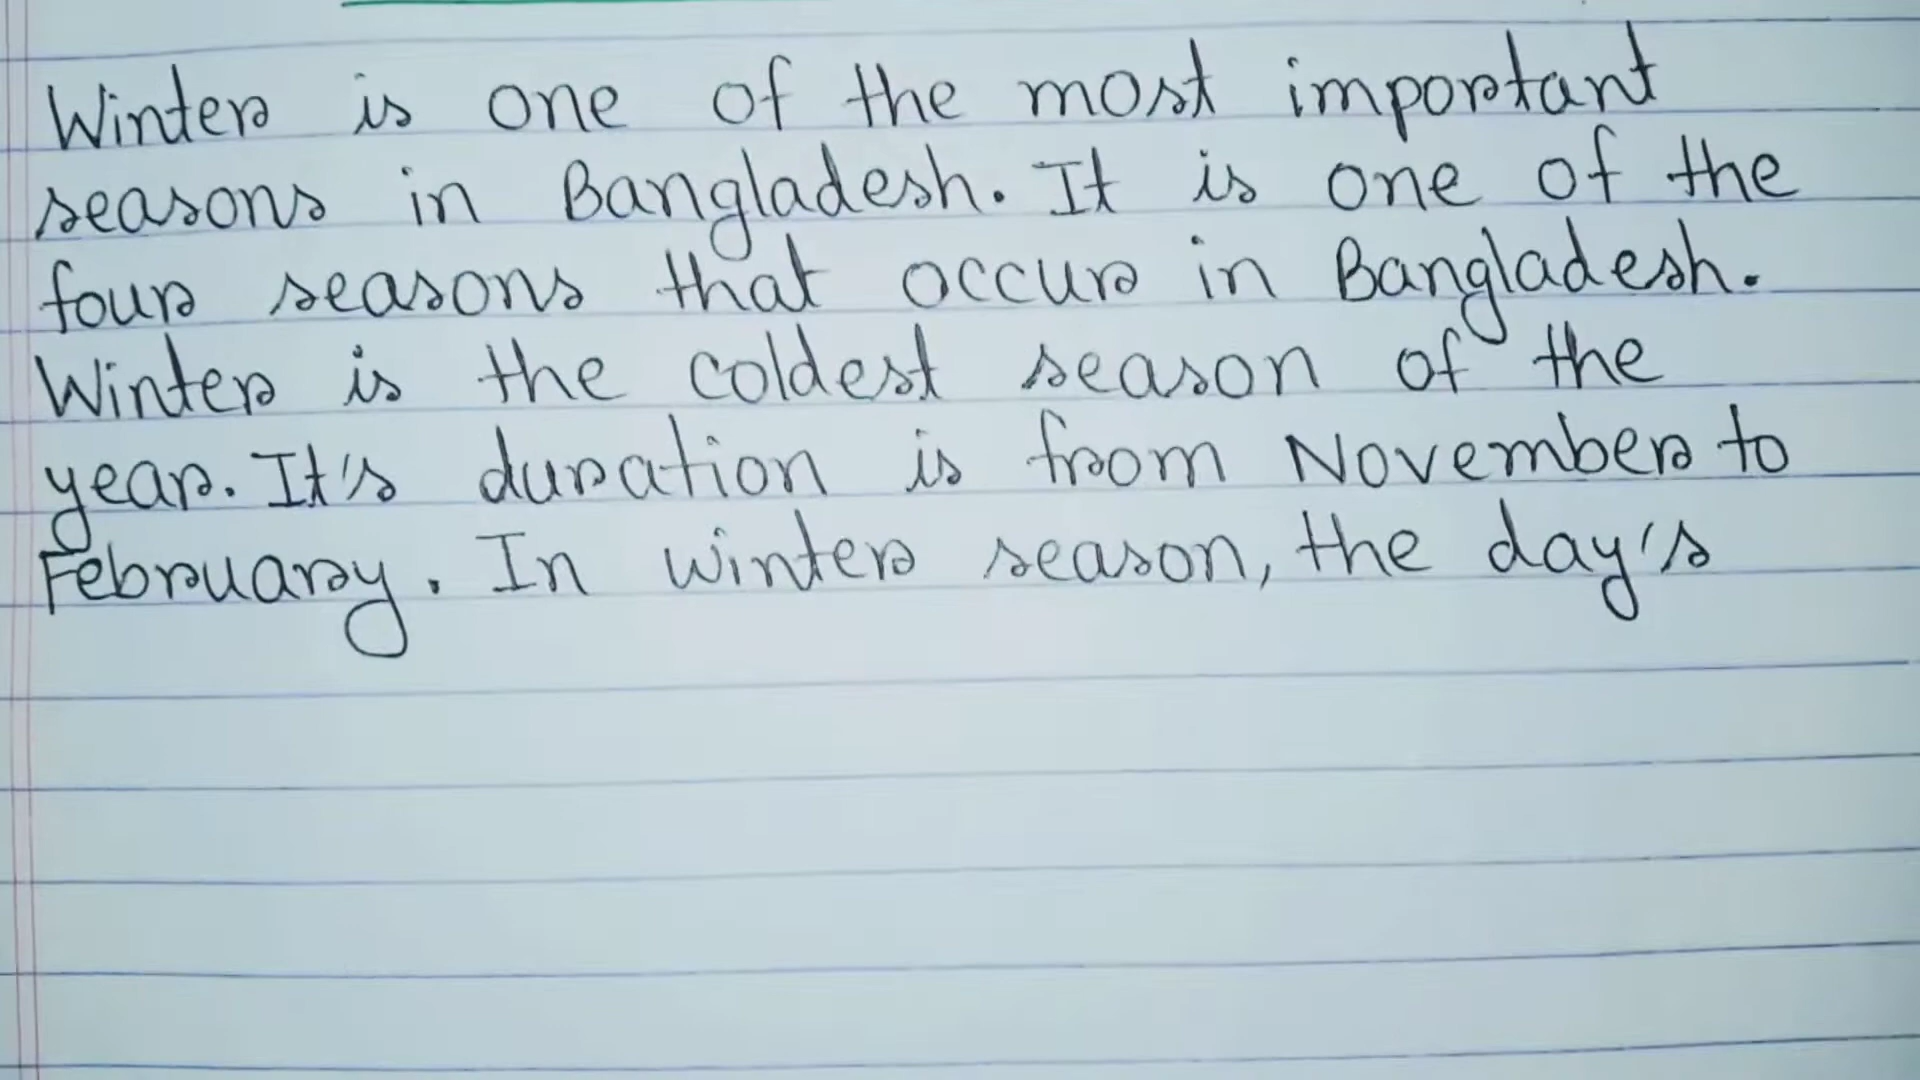 Winter is one of the most important
seasons in Bangladesh. It is one of the
four seasons that occur in Bangladesh.
Winter is the coldest season of the
year. It's duration is from November to
February. In winter season, the day's